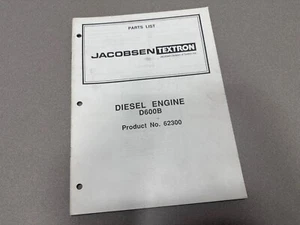 PARTS LIST
JACOBSEN TEXTRON
DIESEL ENGINE
D600B
Product No. 62300